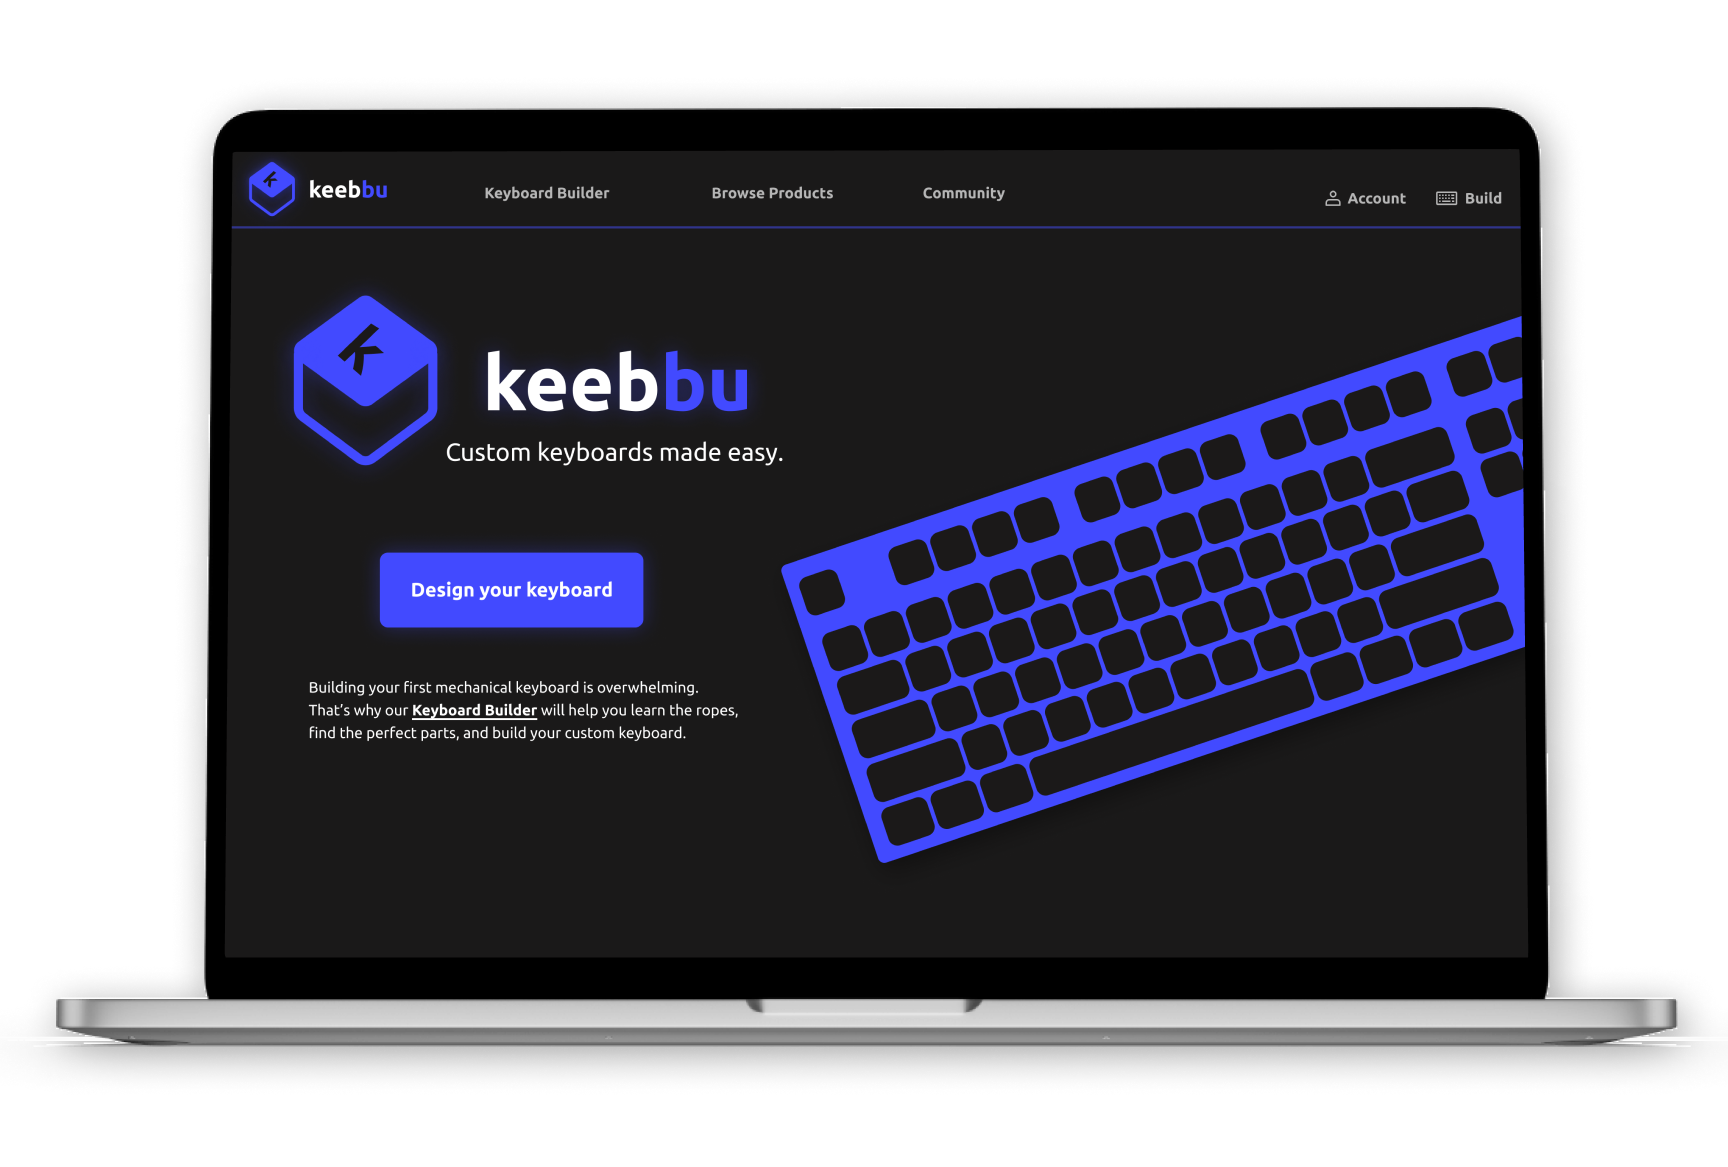 keebbu
Keyboard Builder
Browse Products
Community
Account
Build
K
keebbu
Custom keyboards made easy.
Design your keyboard
Building your first mechanical keyboard is overwhelming.
That's why our Keyboard Builder will help you learn the ropes,
find the perfect parts, and build your custom keyboard.